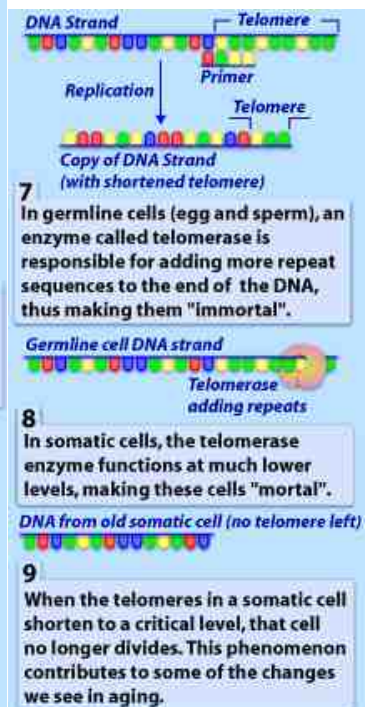 DNA Strand
Telomere
Primer
Replication
Telomere
Copy of DNA Strand
(with shortened telomere)
7
In germline cells (egg and sperm), an
enzyme called telomerase is
responsible for adding more repeat
sequences to the end of the DNA,
thus making them "immortal".
Germline cell DNA strand
Telomerase
adding repeats
8
In somatic cells, the telomerase
enzyme functions at much lower
levels, making these cells "mortal".
DNA from old somatic cell (no telomere left)
9
When the telomeres in a somatic cell
shorten to a critical level, that cell
no longer divides. This phenomenon
contributes to some of the changes
we see in aging.